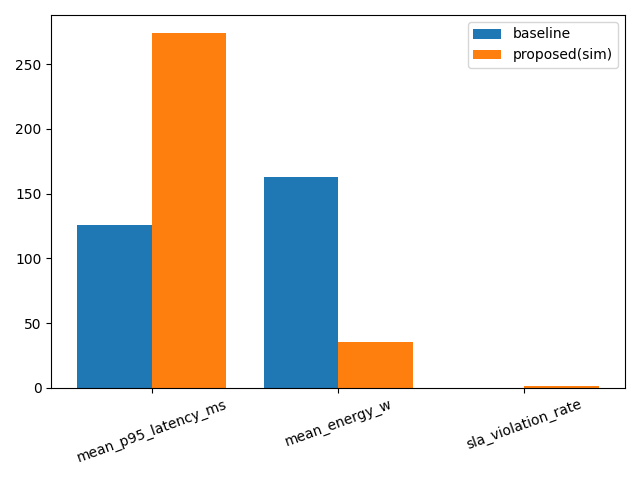 baseline
proposed(sim)
250
200
150
100
50
0
mean_p95_latency_ms
mean_energy_w
sla_violation_rate